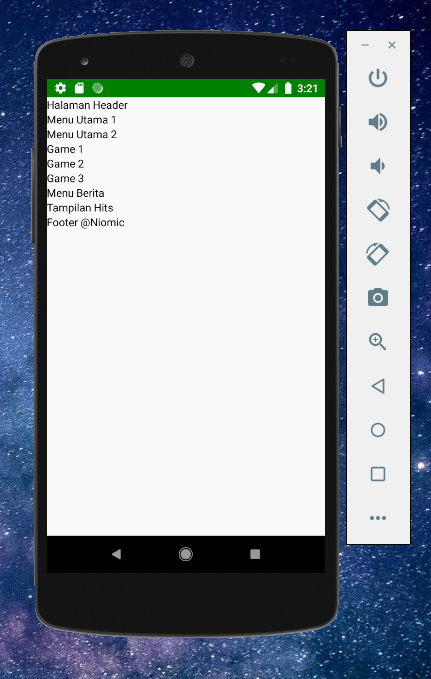 3:21
Halaman Header
Menu Utama 1
Menu Utama 2
Game 1
Game 2
Game 3
Menu Berita
Tampilan Hits
Footer @Niomic